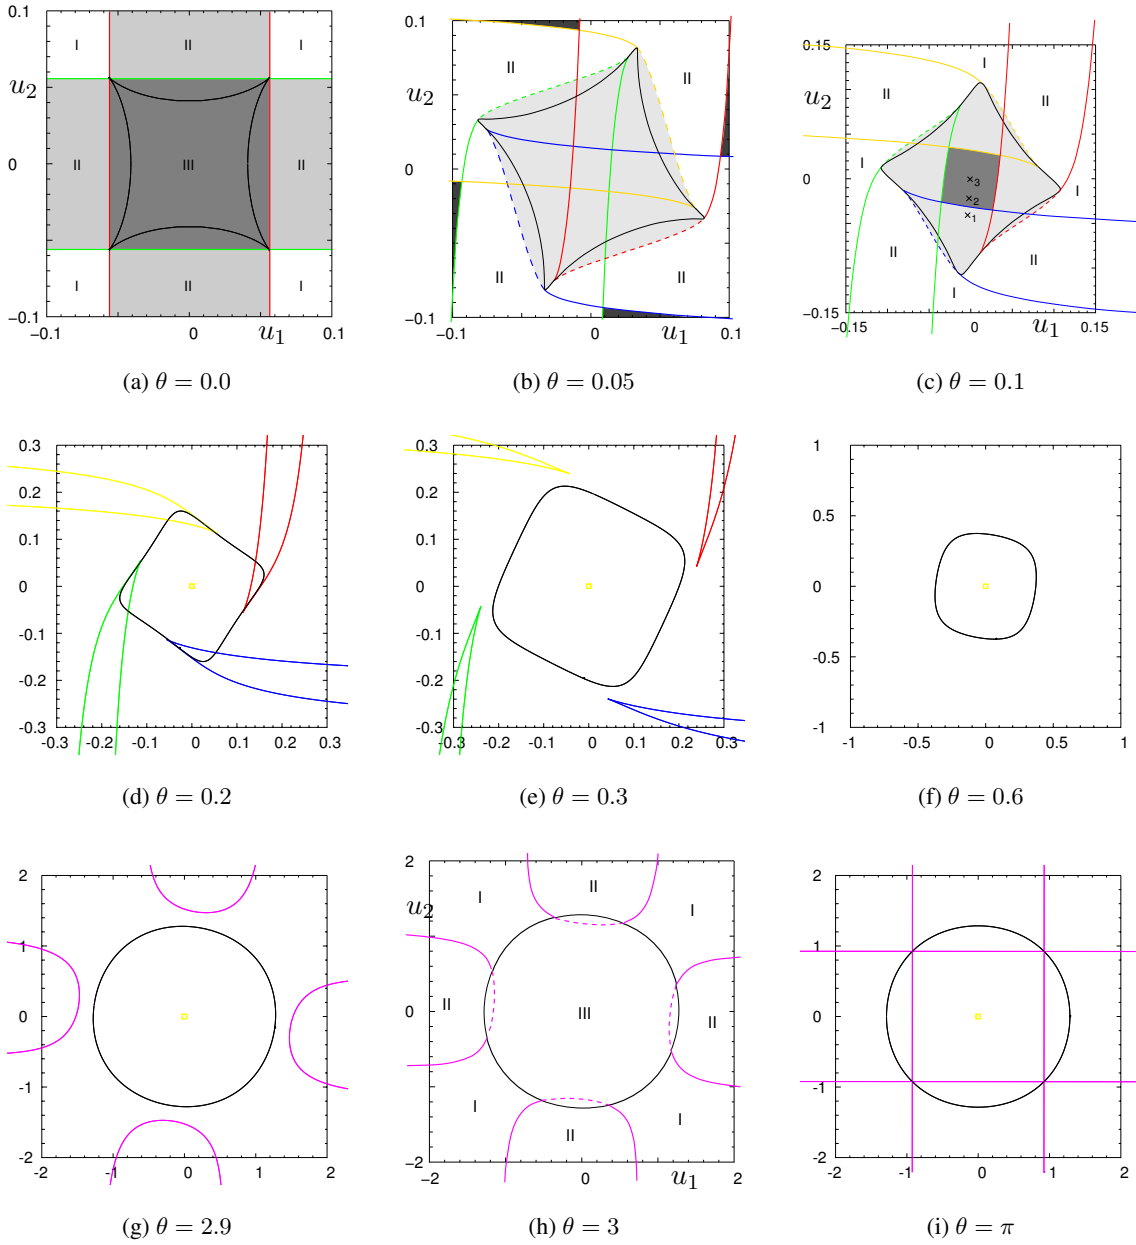 0.1
I II I
u2
0 II III II
I II I
−0.1
−0.1 0 u1 0.1
(a) θ = 0.0
0.1
II II
u2
0
II II
−0.1
−0.1 0 u1 0.1
(b) θ = 0.05
0.15
I
u2 II II
I ×3 I
0 ×2
×1
II II
I
−0.15
−0.15 0 u1 0.15
(c) θ = 0.1
0.3
0.2
0.1
0
-0.1
-0.2
-0.3
-0.3 -0.2 -0.1 0 0.1 0.2 0.3
(d) θ = 0.2
0.3
0.2
0.1
0
-0.1
-0.2
-0.3
-0.3 -0.2 -0.1 0 0.1 0.2 0.3
(e) θ = 0.3
1
0.5
0
-0.5
-1
-1 -0.5 0 0.5 1
(f) θ = 0.6
2
1
0
-1
-2
-2 -1 0 1 2
(g) θ = 2.9
2
I II I
u2
II III II
0
I II I
−2
−2 0 u1 2
(h) θ = 3
2
1
0
-1
-2
-2 -1 0 1 2
(i) θ = π